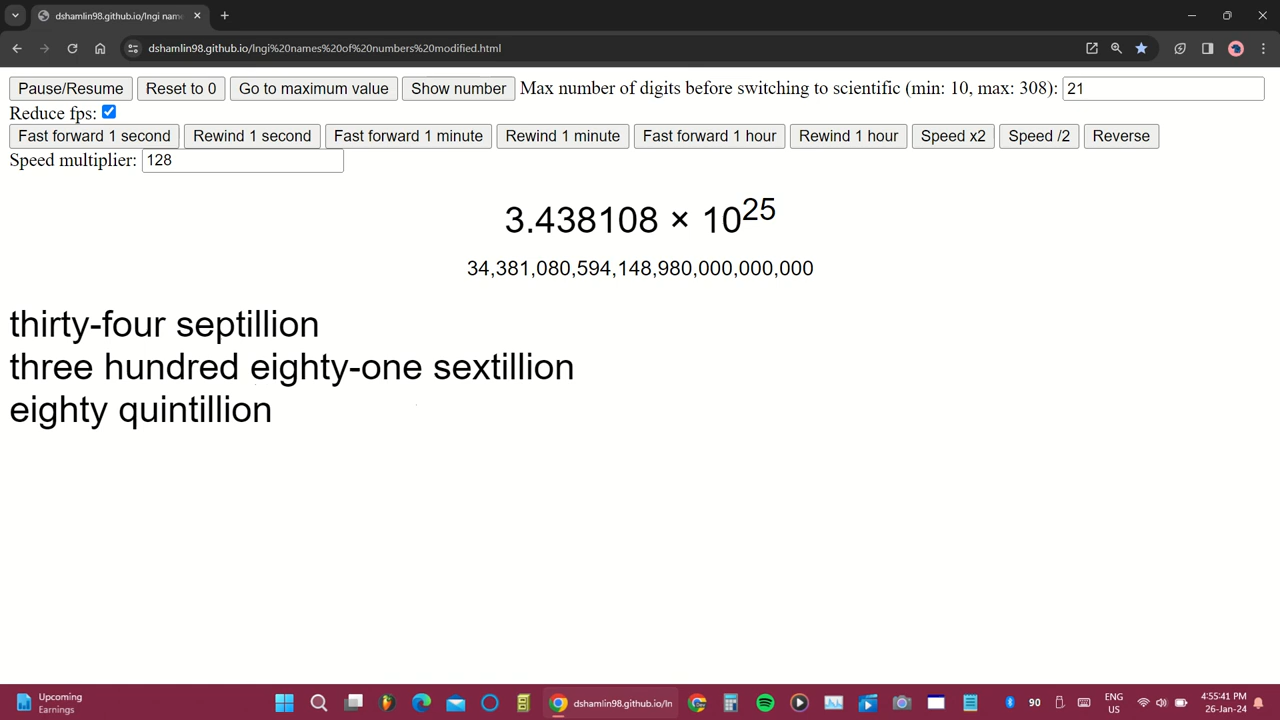 dshamlin98.github.io/lngi name
dshamlin98.github.io/lngi%20names%20of%20numbers%20modified.html
Pause/Resume Reset to 0 Go to maximum value Show number Max number of digits before switching to scientific (min: 10, max: 308): 21
Reduce fps:
Fast forward 1 second Rewind 1 second Fast forward 1 minute Rewind 1 minute Fast forward 1 hour Rewind 1 hour Speed x2 Speed /2 Reverse
Speed multiplier: 128
3.438108 × 10^25
34,381,080,594,148,980,000,000,000
thirty-four septillion
three hundred eighty-one sextillion
eighty quintillion
Upcoming
Earnings
dshamlin98.github.io/ln
90
ENG
US
4:55:41 PM
26-Jan-24